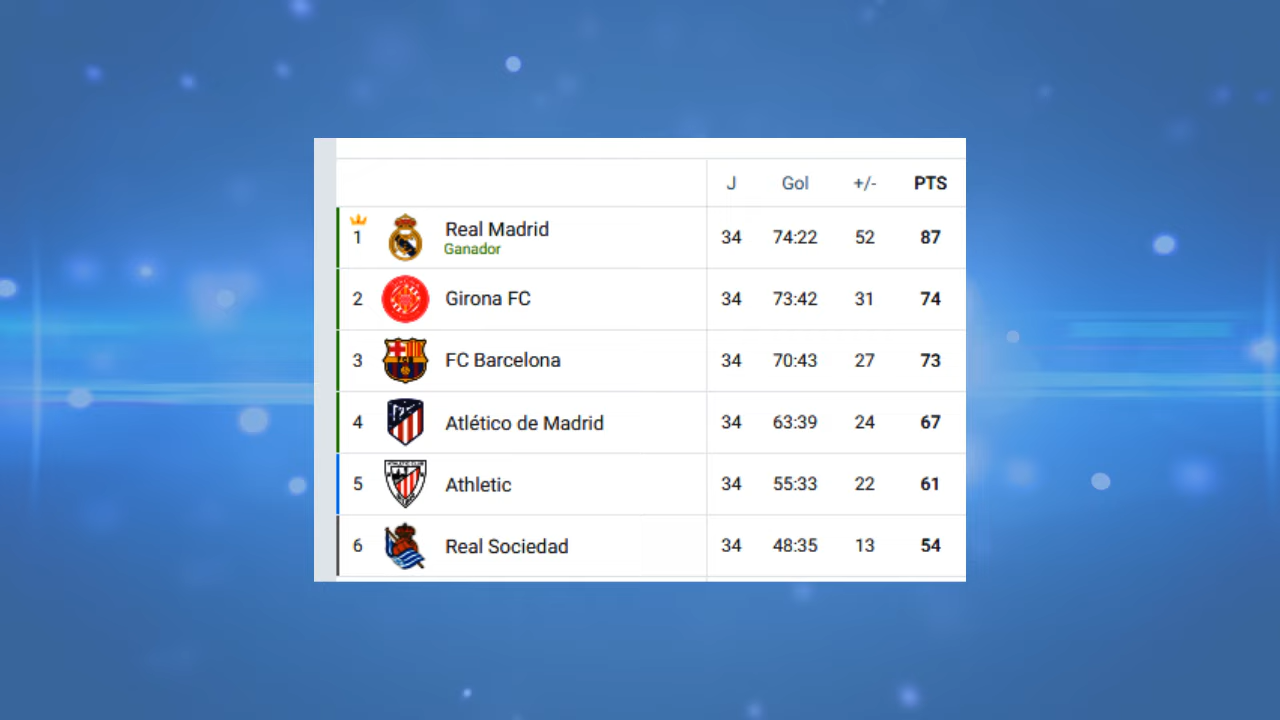 J Gol +/- PTS
1 Real Madrid 34 74:22 52 87
Ganador
2 Girona FC 34 73:42 31 74
3 FC Barcelona 34 70:43 27 73
4 Atlético de Madrid 34 63:39 24 67
5 Athletic 34 55:33 22 61
6 Real Sociedad 34 48:35 13 54